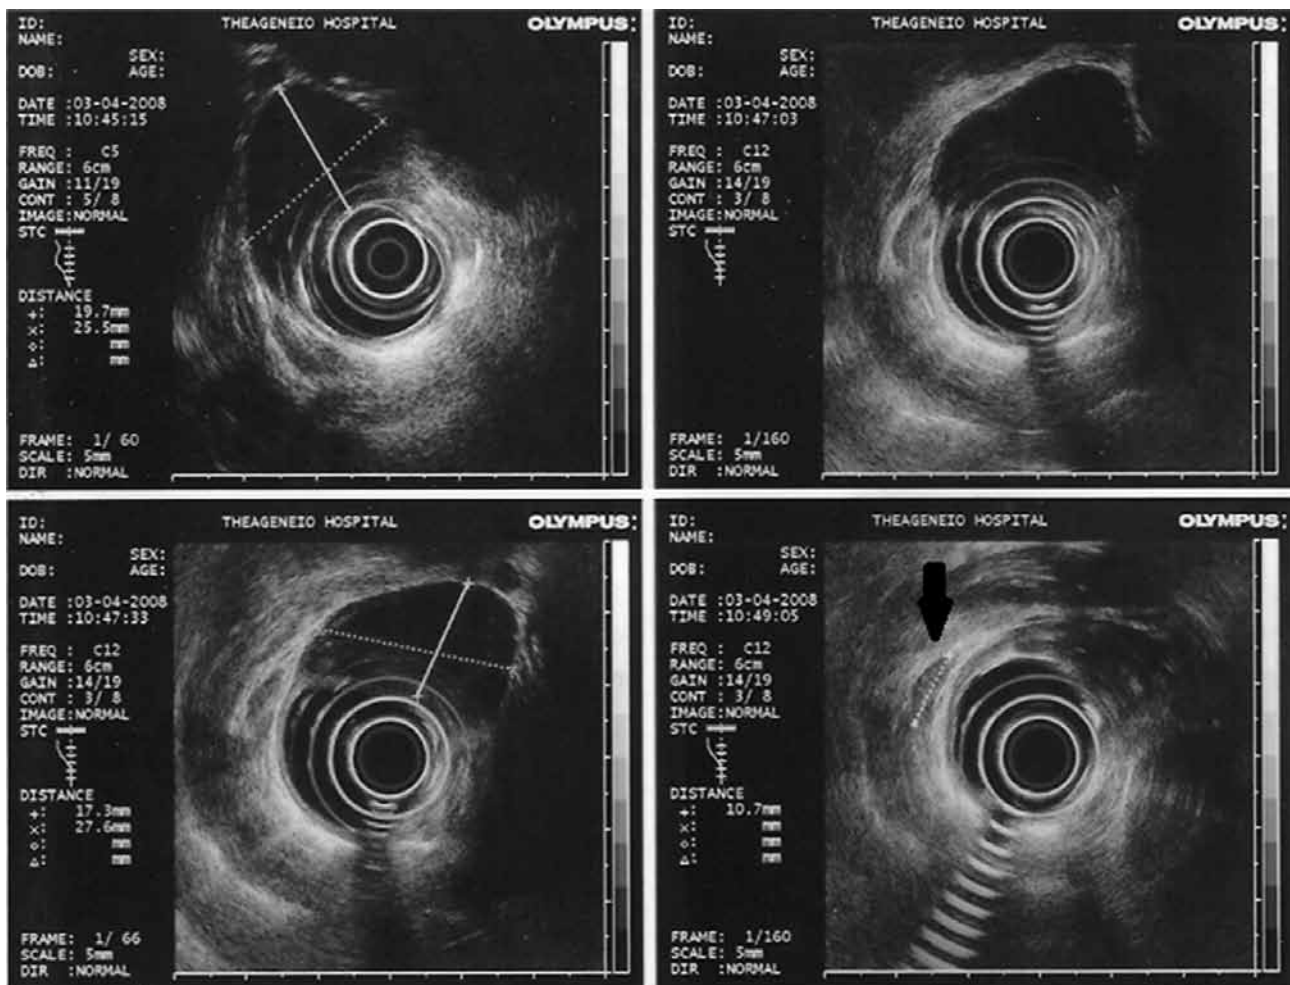 ID: THEAGENEIO HOSPITAL OLYMPUS
NAME:
SEX:
DOB: AGE:
DATE :03-04-2008
TIME :10:45:15
FREQ : C5
RANGE: 6cm
GAIN : 11/19
CONT : 5/ 8
IMAGE:NORMAL
STC
DISTANCE
+: 19.7mm
×: 25.5mm
◇: mm
△: mm
FRAME: 1/ 60
SCALE: 5mm
DIR :NORMAL
ID: THEAGENEIO HOSPITAL OLYMPUS
NAME:
SEX:
DOB: AGE:
DATE :03-04-2008
TIME :10:47:03
FREQ : C12
RANGE: 6cm
GAIN : 14/19
CONT : 3/ 8
IMAGE:NORMAL
STC
FRAME: 1/160
SCALE: 5mm
DIR :NORMAL
ID: THEAGENEIO HOSPITAL OLYMPUS
NAME:
SEX:
DOB: AGE:
DATE :03-04-2008
TIME :10:47:33
FREQ : C12
RANGE: 6cm
GAIN : 14/19
CONT : 3/ 8
IMAGE:NORMAL
STC
DISTANCE
+: 17.3mm
×: 27.6mm
◇: mm
△: mm
FRAME: 1/ 66
SCALE: 5mm
DIR :NORMAL
ID: THEAGENEIO HOSPITAL OLYMPUS
NAME:
SEX:
DOB: AGE:
DATE :03-04-2008
TIME :10:49:05
FREQ : C12
RANGE: 6cm
GAIN : 14/19
CONT : 3/ 8
IMAGE:NORMAL
STC
DISTANCE
+: 10.7mm
×: mm
◇: mm
△: mm
FRAME: 1/160
SCALE: 5mm
DIR :NORMAL